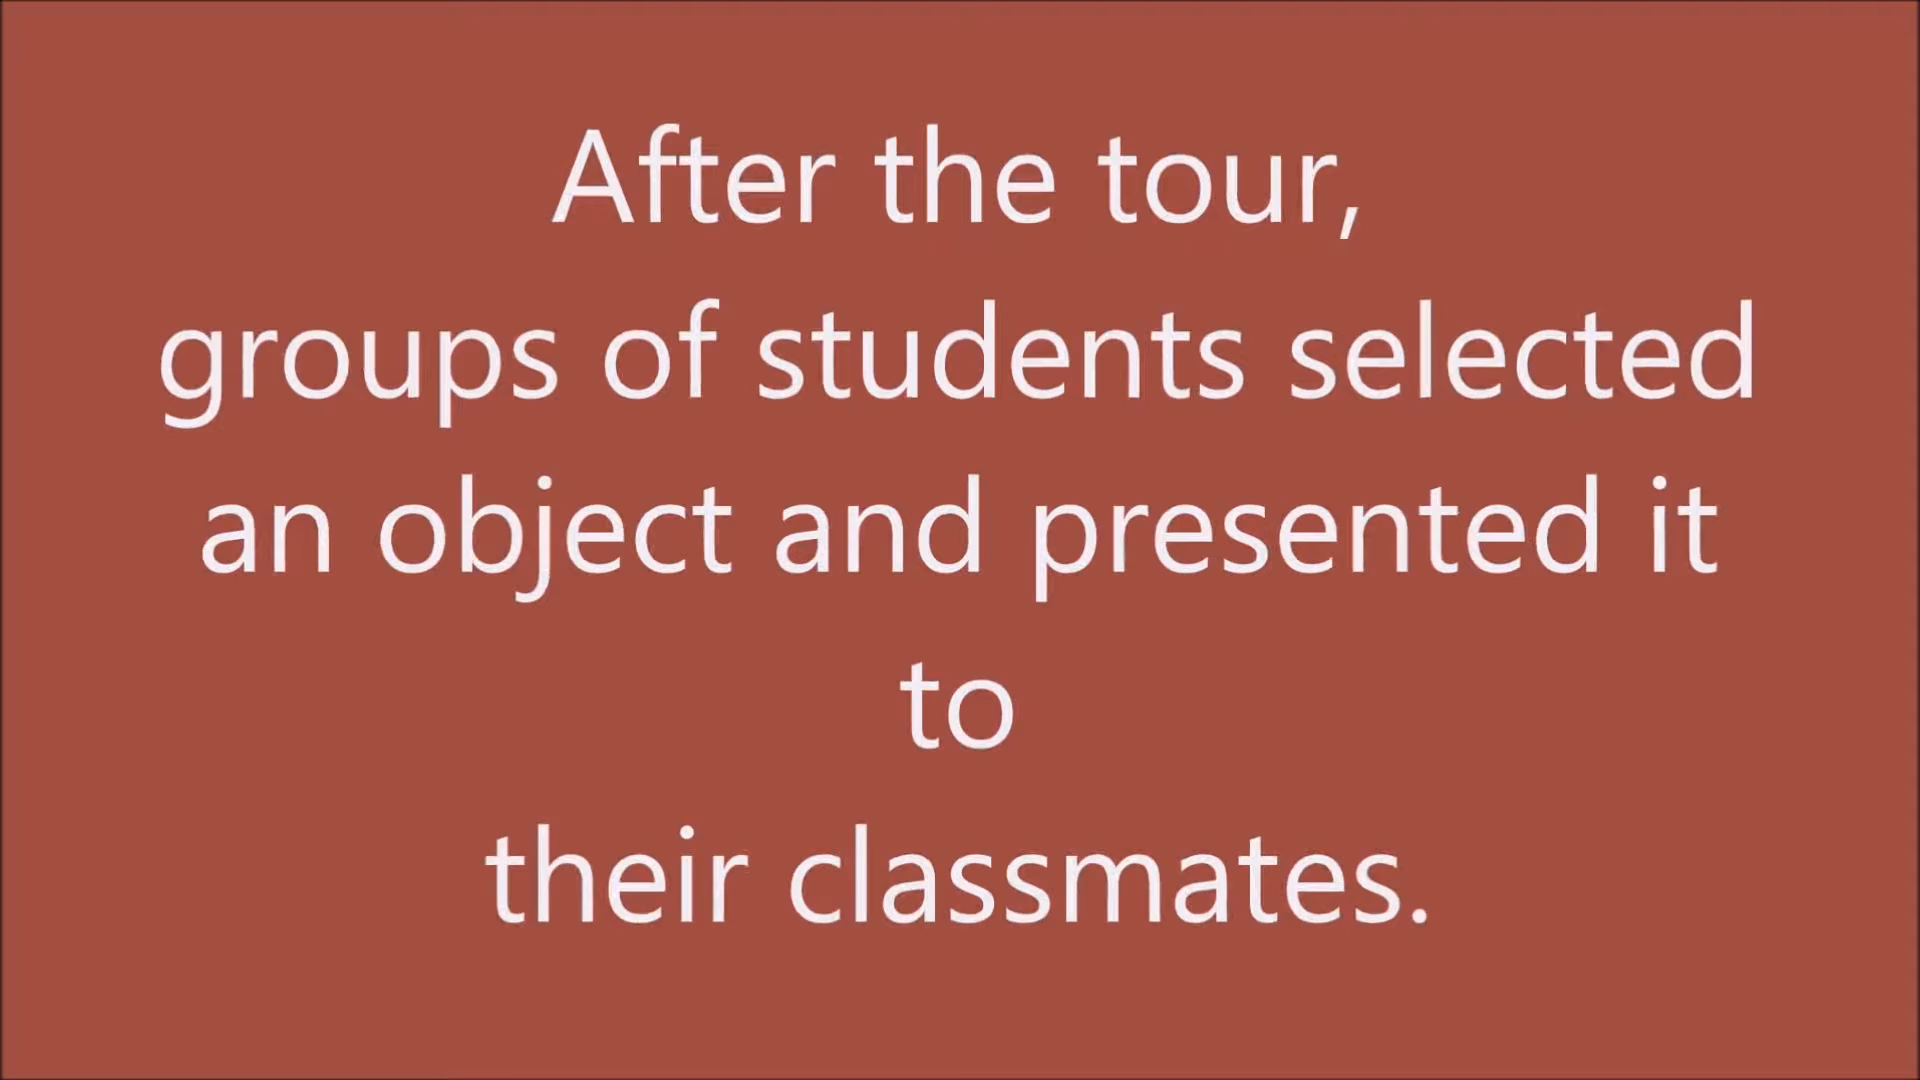 After the tour,
groups of students selected
an object and presented it
to
their classmates.